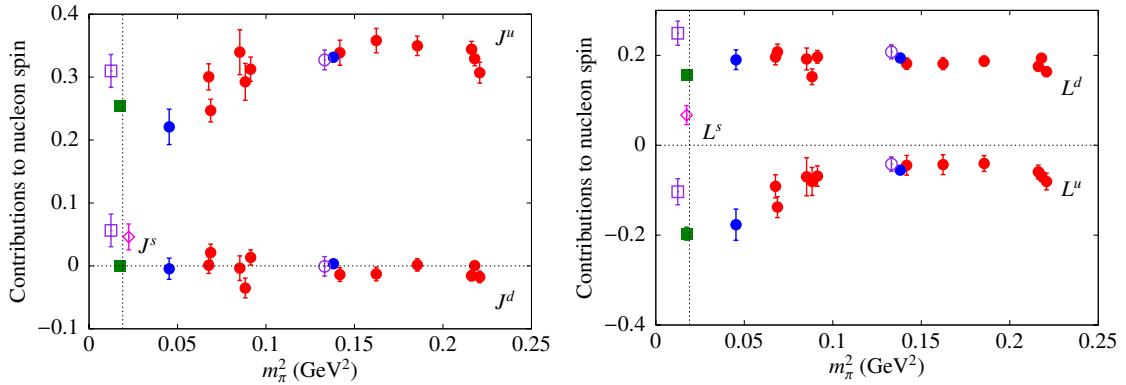 Contributions to nucleon spin
0.4
0.3
0.2
0.1
0
−0.1
J^u
J^s
J^d
0
0.05
0.1
0.15
0.2
0.25
m_π^2 (GeV^2)
Contributions to nucleon spin
0.2
0
−0.2
−0.4
L^d
L^s
L^u
0
0.05
0.1
0.15
0.2
0.25
m_π^2 (GeV^2)